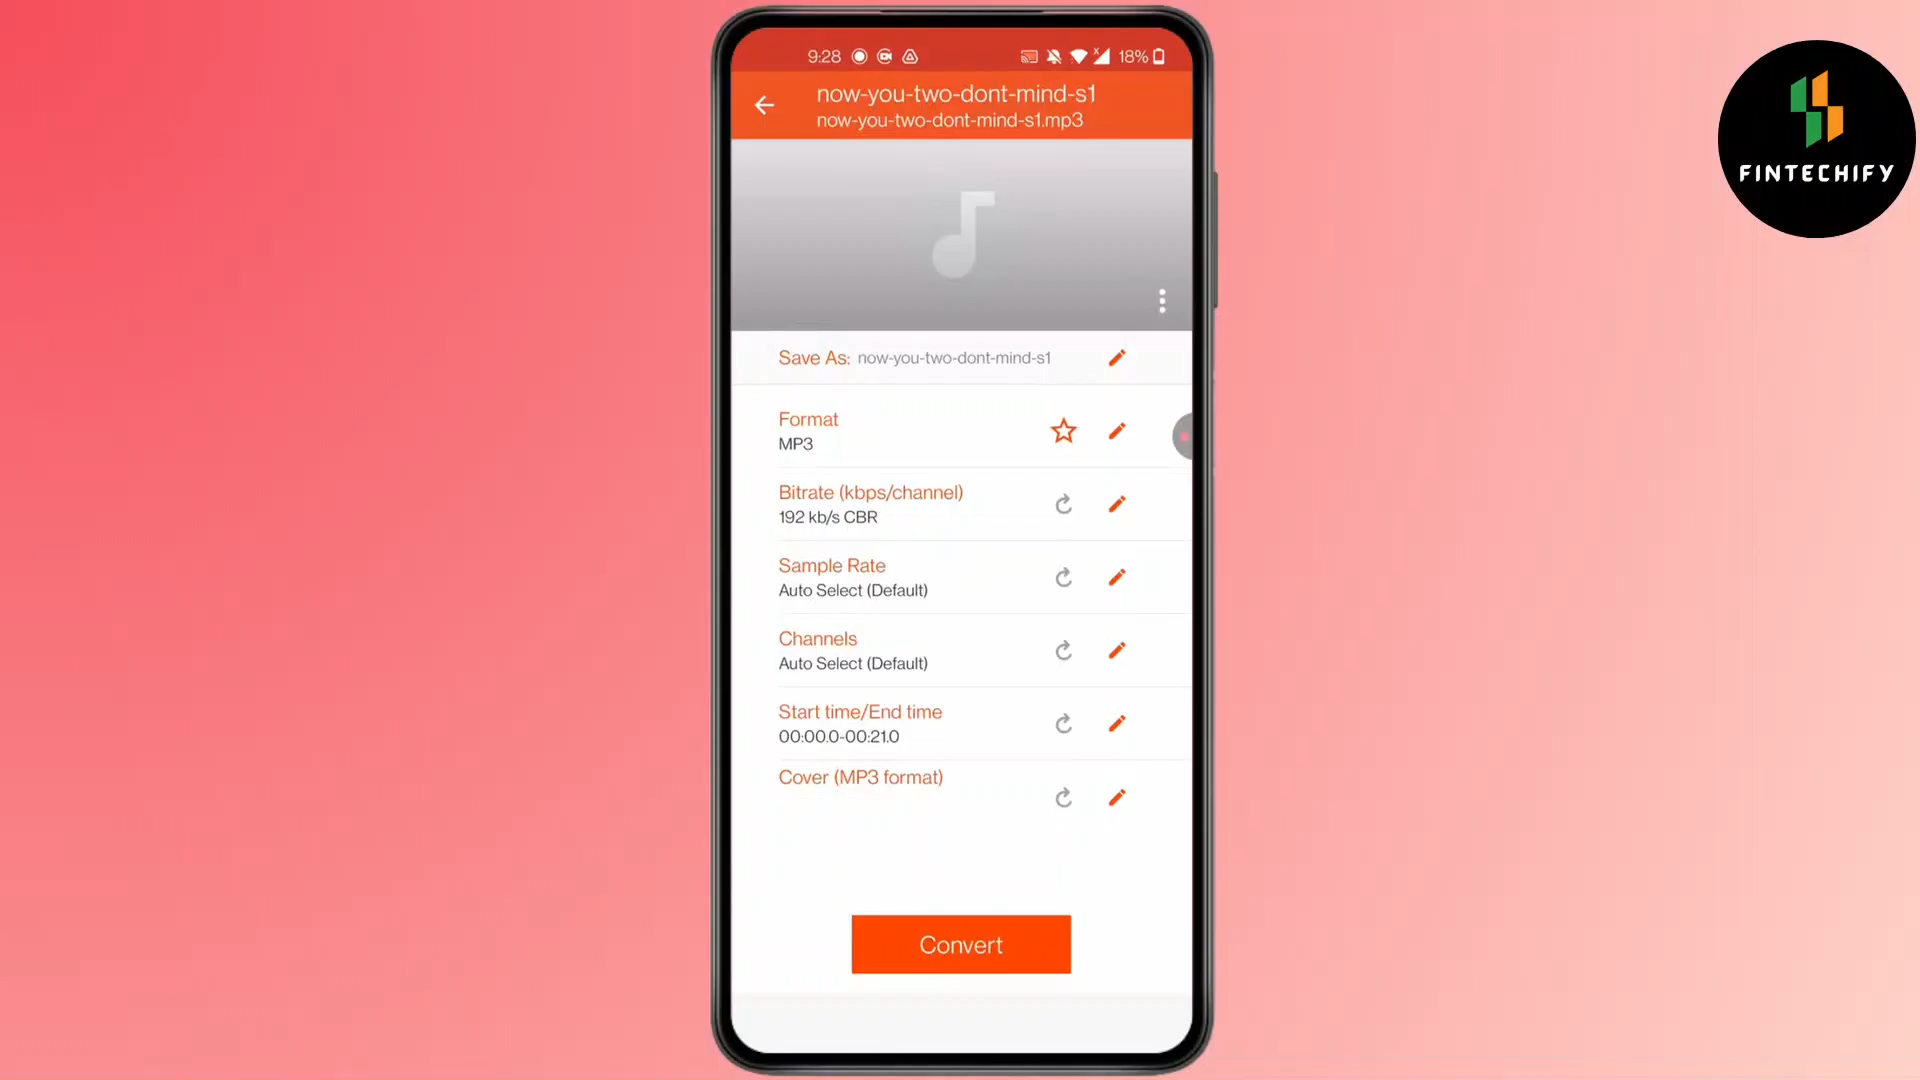 9:28
18%
now-you-two-dont-mind-s1
now-you-two-dont-mind-s1.mp3
FINTECHIFY
Save As: now-you-two-dont-mind-s1
Format
MP3
Bitrate (kbps/channel)
192 kb/s CBR
Sample Rate
Auto Select (Default)
Channels
Auto Select (Default)
Start time/End time
00:00.0-00:21.0
Cover (MP3 format)
Convert